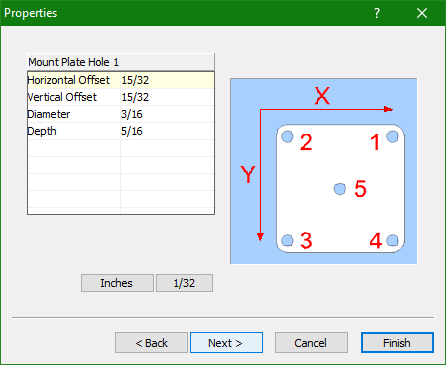 Properties
?
Mount Plate Hole 1
Horizontal Offset 15/32
Vertical Offset 15/32
Diameter 3/16
Depth 5/16
X
Y
2 1
5
3 4
Inches 1/32
< Back Next > Cancel Finish